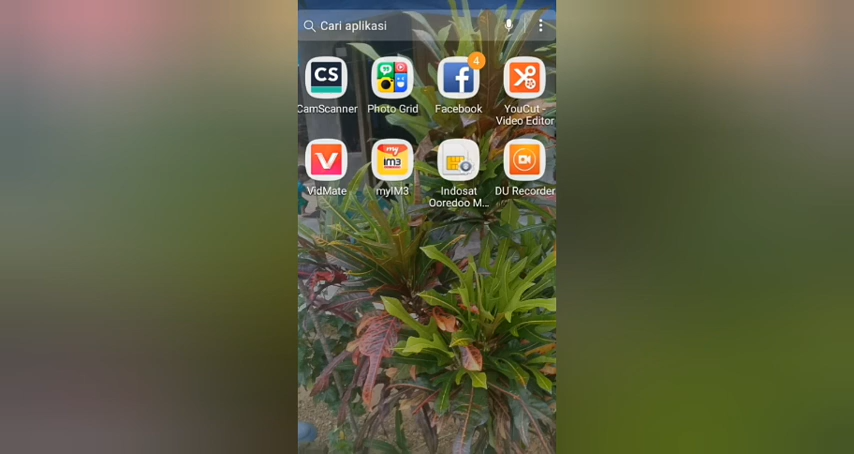 Cari aplikasi
CS
4
CamScanner
Photo Grid
Facebook
YouCut -
Video Editor
my
im3
VidMate
myIM3
Indosat
Ooredoo M...
DU Recorder